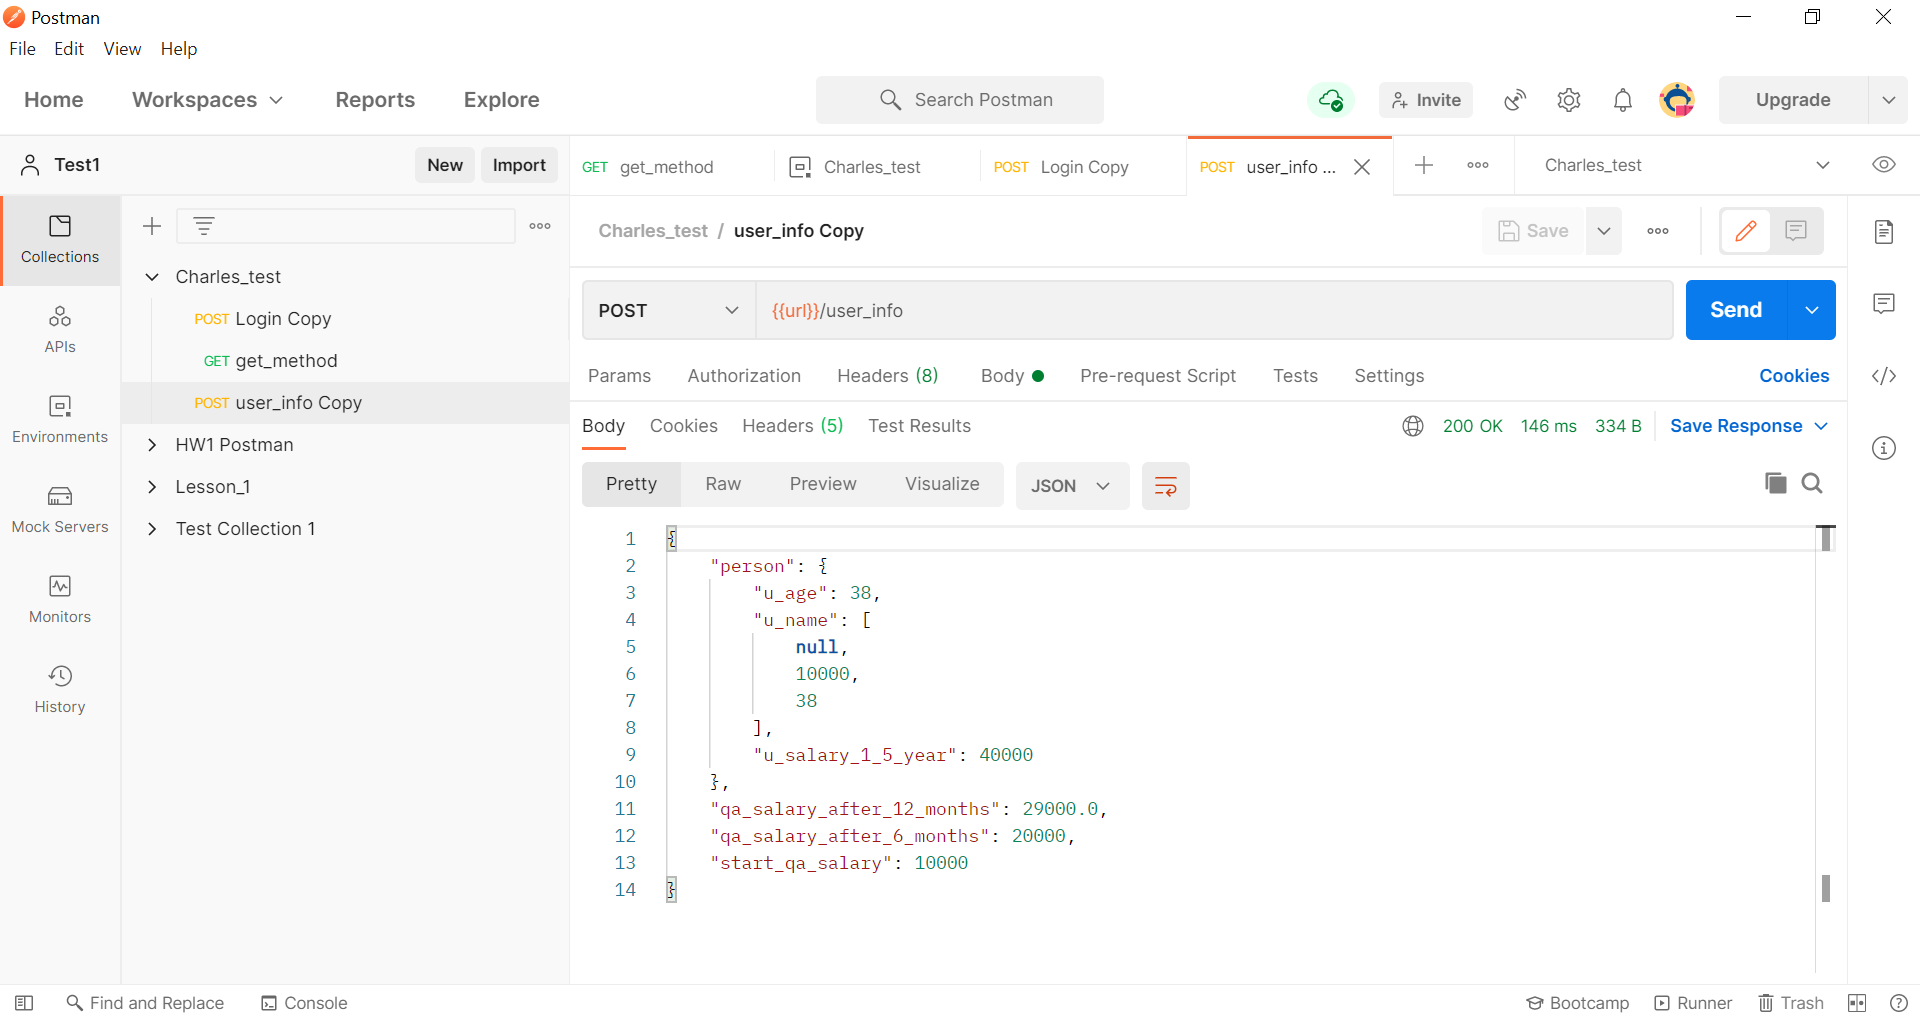 Postman
File Edit View Help
Home Workspaces Reports Explore Search Postman Invite Upgrade
Test1 New Import
GET get_method Charles_test POST Login Copy POST user_info ... Charles_test
Collections
APIs
Environments
Mock Servers
Monitors
History
Charles_test
POST Login Copy
GET get_method
POST user_info Copy
HW1 Postman
Lesson_1
Test Collection 1
Charles_test / user_info Copy Save
POST {{url}}/user_info Send
Params Authorization Headers (8) Body Pre-request Script Tests Settings Cookies
Body Cookies Headers (5) Test Results 200 OK 146 ms 334 B Save Response
Pretty Raw Preview Visualize JSON
1 {
2 "person": {
3 "u_age": 38,
4 "u_name": [
5 null,
6 10000,
7 38
8 ],
9 "u_salary_1_5_year": 40000
10 },
11 "qa_salary_after_12_months": 29000.0,
12 "qa_salary_after_6_months": 20000,
13 "start_qa_salary": 10000
14 }
Find and Replace Console Bootcamp Runner Trash